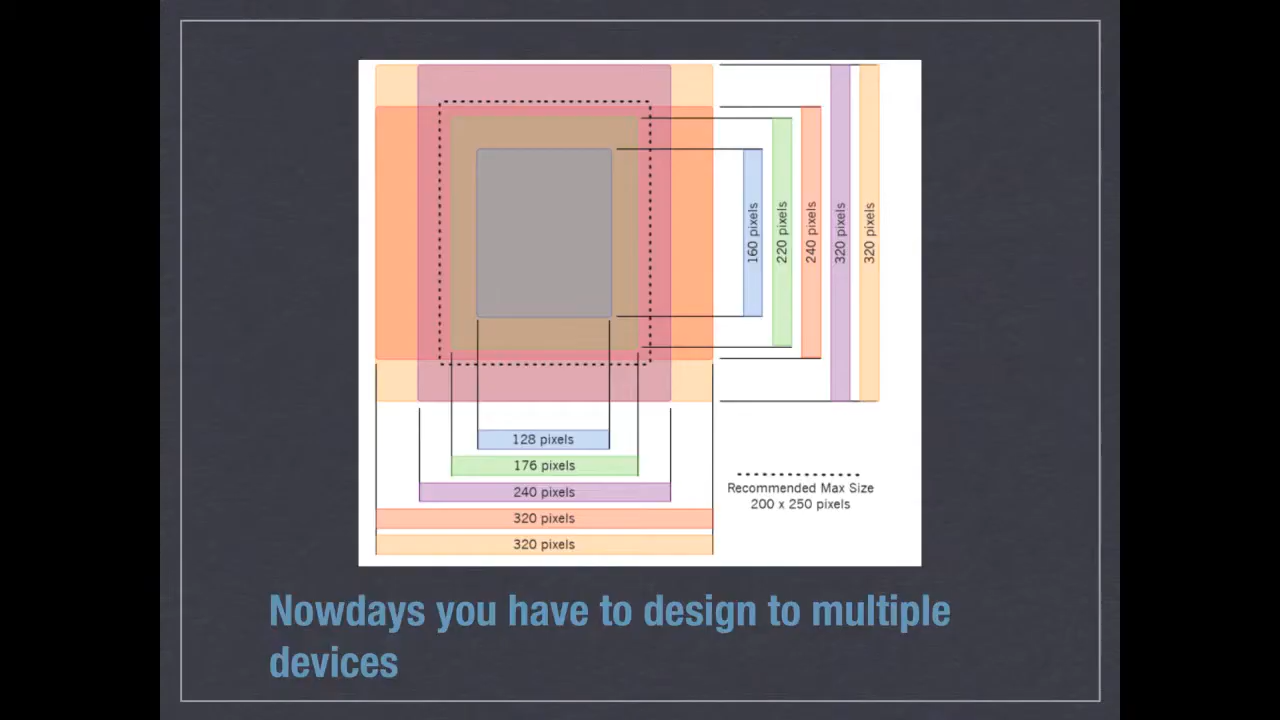 160 pixels
220 pixels
240 pixels
320 pixels
320 pixels
128 pixels
176 pixels
240 pixels
320 pixels
320 pixels
Recommended Max Size
200 x 250 pixels
Nowdays you have to design to multiple
devices